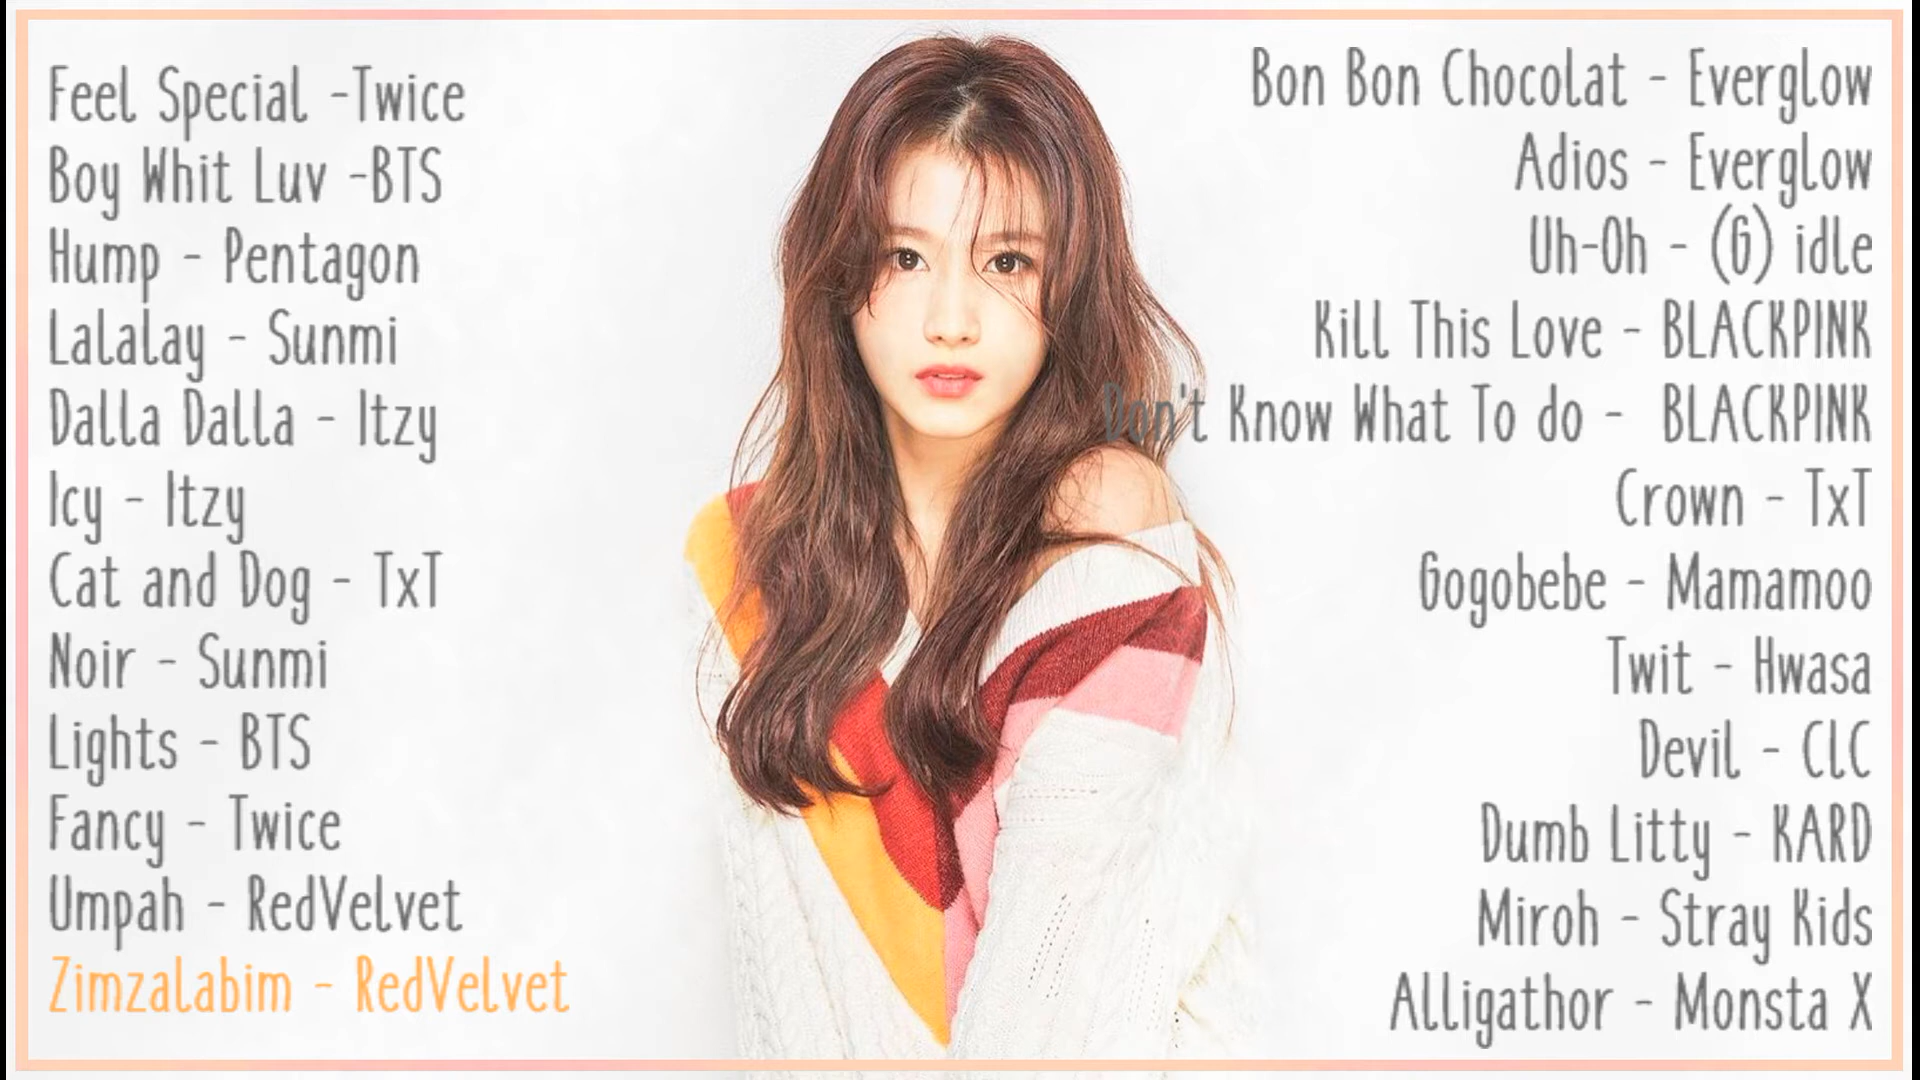 Feel Special -Twice
Boy Whit Luv -BTS
Hump - Pentagon
Lalalay - Sunmi
Dalla Dalla - Itzy
Icy - Itzy
Cat and Dog - TxT
Noir - Sunmi
Lights - BTS
Fancy - Twice
Umpah - RedVelvet
Zimzalabim - RedVelvet
Bon Bon Chocolat - Everglow
Adios - Everglow
Uh-Oh - (G) idle
Kill This Love - BLACKPINK
Don't Know What To do - BLACKPINK
Crown - TxT
Gogobebe - Mamamoo
Twit - Hwasa
Devil - ClC
Dumb Litty - KARD
Miroh - Stray Kids
Alligathor - Monsta X